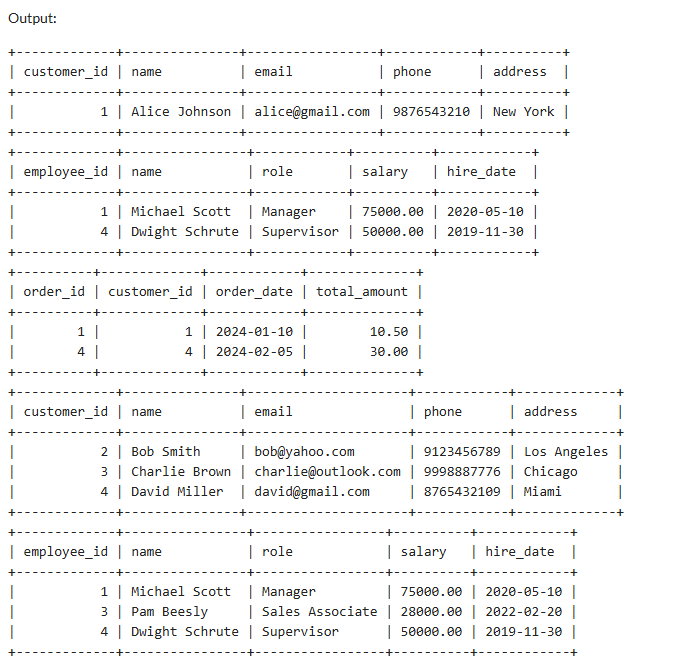 Output:
+-------------+---------------+-----------------+------------+----------+
| customer_id | name          | email           | phone      | address  |
+-------------+---------------+-----------------+------------+----------+
|           1 | Alice Johnson | alice@gmail.com | 9876543210 | New York |
+-------------+---------------+-----------------+------------+----------+
+-------------+----------------+------------+----------+------------+
| employee_id | name           | role       | salary   | hire_date  |
+-------------+----------------+------------+----------+------------+
|           1 | Michael Scott  | Manager    | 75000.00 | 2020-05-10 |
|           4 | Dwight Schrute | Supervisor | 50000.00 | 2019-11-30 |
+-------------+----------------+------------+----------+------------+
+----------+-------------+------------+--------------+
| order_id | customer_id | order_date | total_amount |
+----------+-------------+------------+--------------+
|        1 |           1 | 2024-01-10 |        10.50 |
|        4 |           4 | 2024-02-05 |        30.00 |
+----------+-------------+------------+--------------+
+-------------+---------------+---------------------+------------+-------------+
| customer_id | name          | email               | phone      | address     |
+-------------+---------------+---------------------+------------+-------------+
|           2 | Bob Smith     | bob@yahoo.com       | 9123456789 | Los Angeles |
|           3 | Charlie Brown | charlie@outlook.com | 9998887776 | Chicago     |
|           4 | David Miller  | david@gmail.com     | 8765432109 | Miami       |
+-------------+---------------+---------------------+------------+-------------+
+-------------+----------------+-----------------+----------+------------+
| employee_id | name           | role            | salary   | hire_date  |
+-------------+----------------+-----------------+----------+------------+
|           1 | Michael Scott  | Manager         | 75000.00 | 2020-05-10 |
|           3 | Pam Beesly     | Sales Associate | 28000.00 | 2022-02-20 |
|           4 | Dwight Schrute | Supervisor      | 50000.00 | 2019-11-30 |
+-------------+----------------+-----------------+----------+------------+